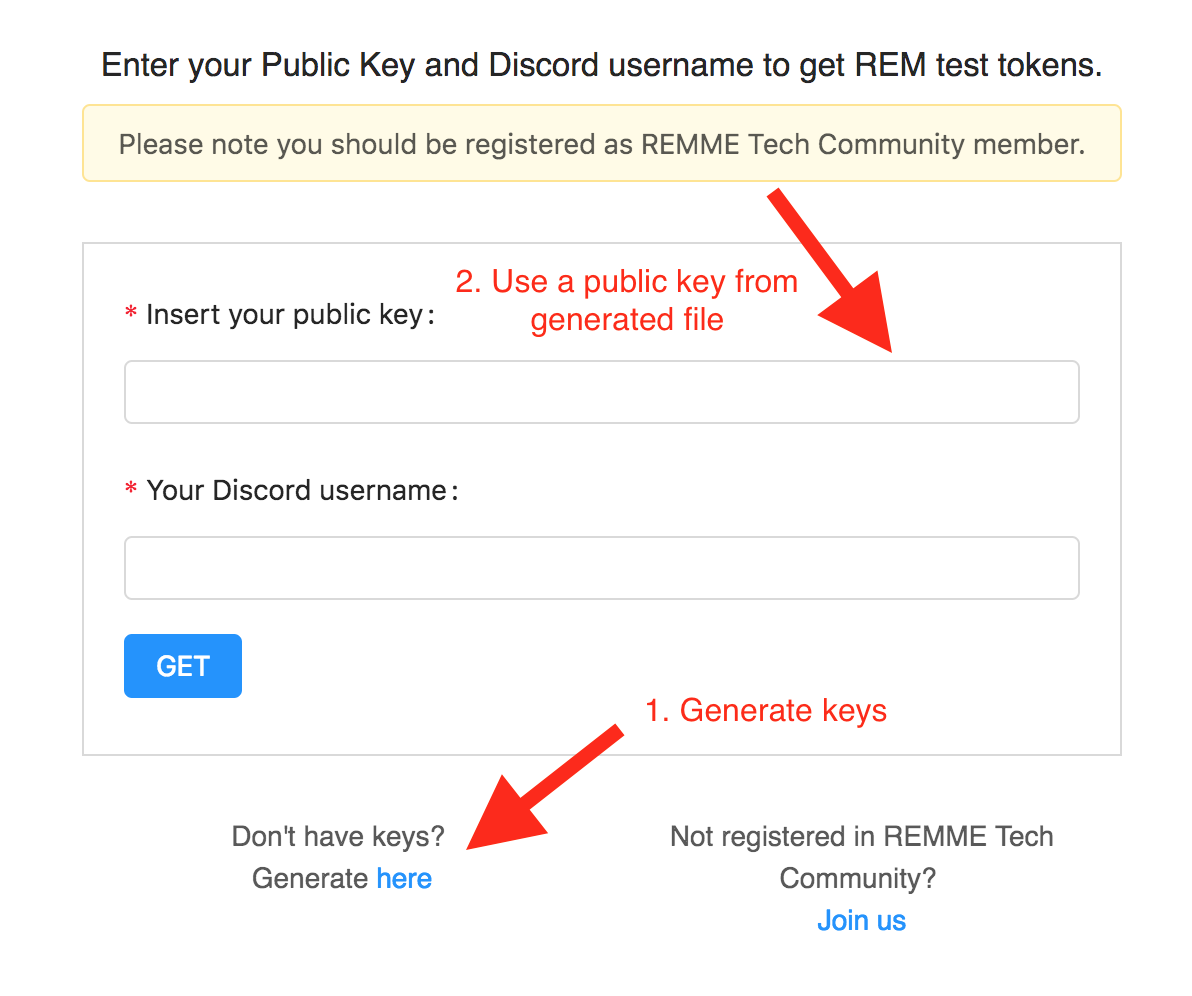 Enter your Public Key and Discord username to get REM test tokens.
Please note you should be registered as REMME Tech Community member.
2. Use a public key from
generated file
* Insert your public key:
* Your Discord username:
GET
1. Generate keys
Don't have keys?
Generate here
Not registered in REMME Tech
Community?
Join us